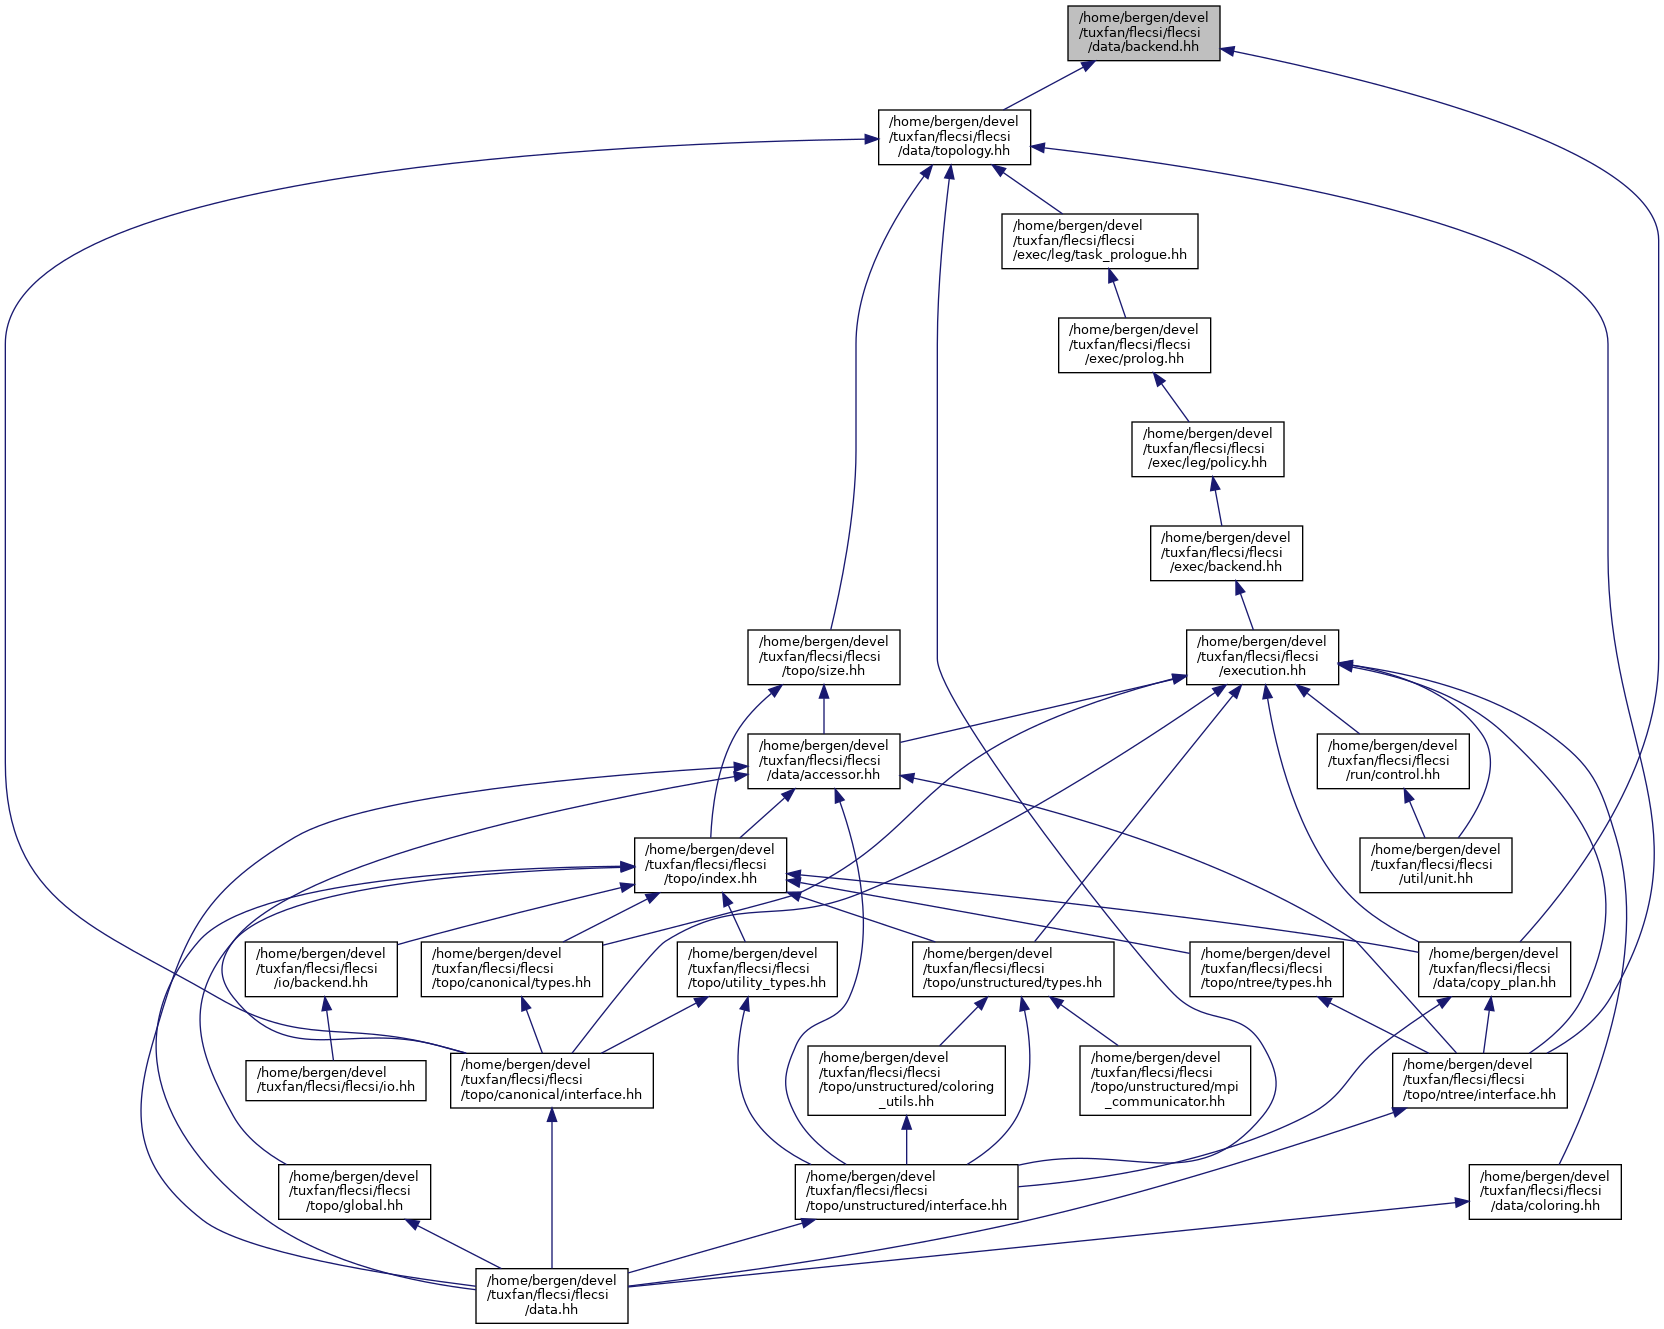 /home/bergen/devel
/tuxfan/flecsi/flecsi
/data/backend.hh
/home/bergen/devel
/tuxfan/flecsi/flecsi
/data/topology.hh
/home/bergen/devel
/tuxfan/flecsi/flecsi
/exec/leg/task_prologue.hh
/home/bergen/devel
/tuxfan/flecsi/flecsi
/exec/prolog.hh
/home/bergen/devel
/tuxfan/flecsi/flecsi
/exec/leg/policy.hh
/home/bergen/devel
/tuxfan/flecsi/flecsi
/exec/backend.hh
/home/bergen/devel
/tuxfan/flecsi/flecsi
/topo/size.hh
/home/bergen/devel
/tuxfan/flecsi/flecsi
/execution.hh
/home/bergen/devel
/tuxfan/flecsi/flecsi
/data/accessor.hh
/home/bergen/devel
/tuxfan/flecsi/flecsi
/run/control.hh
/home/bergen/devel
/tuxfan/flecsi/flecsi
/topo/index.hh
/home/bergen/devel
/tuxfan/flecsi/flecsi
/util/unit.hh
/home/bergen/devel
/tuxfan/flecsi/flecsi
/io/backend.hh
/home/bergen/devel
/tuxfan/flecsi/flecsi
/topo/canonical/types.hh
/home/bergen/devel
/tuxfan/flecsi/flecsi
/topo/utility_types.hh
/home/bergen/devel
/tuxfan/flecsi/flecsi
/topo/unstructured/types.hh
/home/bergen/devel
/tuxfan/flecsi/flecsi
/topo/ntree/types.hh
/home/bergen/devel
/tuxfan/flecsi/flecsi
/data/copy_plan.hh
/home/bergen/devel
/tuxfan/flecsi/flecsi/io.hh
/home/bergen/devel
/tuxfan/flecsi/flecsi
/topo/canonical/interface.hh
/home/bergen/devel
/tuxfan/flecsi/flecsi
/topo/unstructured/coloring
_utils.hh
/home/bergen/devel
/tuxfan/flecsi/flecsi
/topo/unstructured/mpi
_communicator.hh
/home/bergen/devel
/tuxfan/flecsi/flecsi
/topo/ntree/interface.hh
/home/bergen/devel
/tuxfan/flecsi/flecsi
/topo/global.hh
/home/bergen/devel
/tuxfan/flecsi/flecsi
/topo/unstructured/interface.hh
/home/bergen/devel
/tuxfan/flecsi/flecsi
/data/coloring.hh
/home/bergen/devel
/tuxfan/flecsi/flecsi
/data.hh